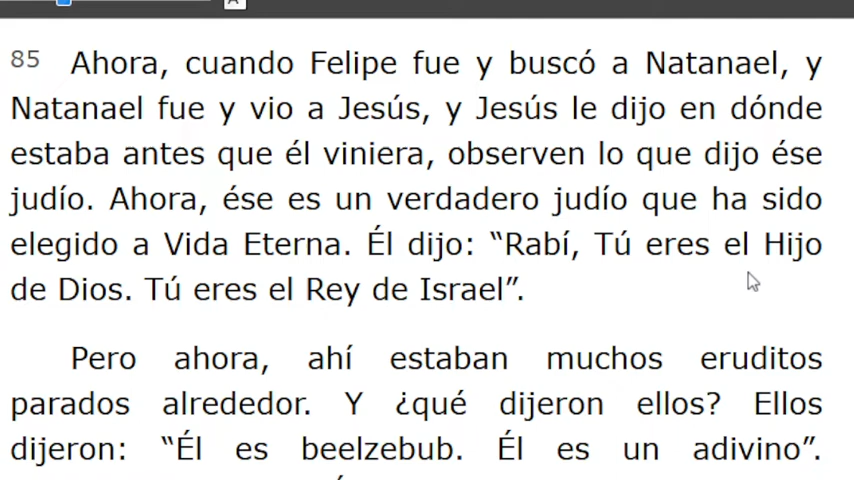 85 Ahora, cuando Felipe fue y buscó a Natanael, y
Natanael fue y vio a Jesús, y Jesús le dijo en dónde
estaba antes que él viniera, observen lo que dijo ése
judío. Ahora, ése es un verdadero judío que ha sido
elegido a Vida Eterna. Él dijo: “Rabí, Tú eres el Hijo
de Dios. Tú eres el Rey de Israel”.
Pero ahora, ahí estaban muchos eruditos
parados alrededor. Y ¿qué dijeron ellos? Ellos
dijeron: “Él es beelzebub. Él es un adivino”.